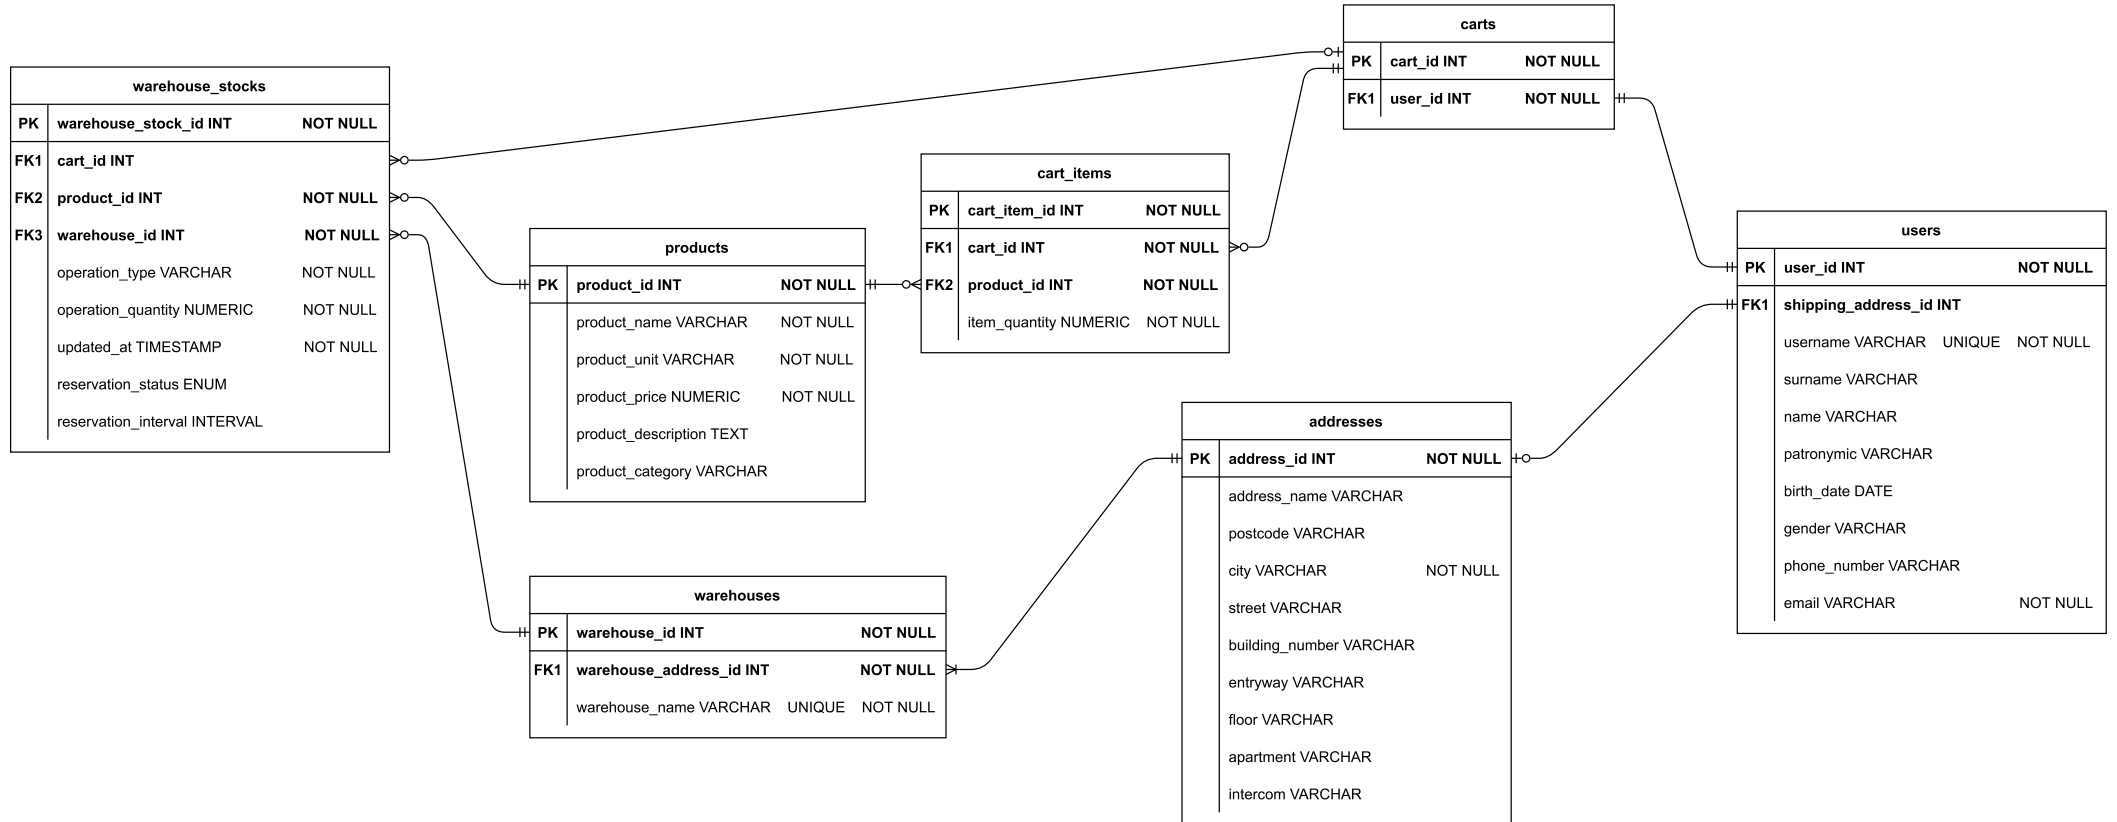 warehouse_stocks
PK warehouse_stock_id INT NOT NULL
FK1 cart_id INT
FK2 product_id INT NOT NULL
FK3 warehouse_id INT NOT NULL
operation_type VARCHAR NOT NULL
operation_quantity NUMERIC NOT NULL
updated_at TIMESTAMP NOT NULL
reservation_status ENUM
reservation_interval INTERVAL
products
PK product_id INT NOT NULL
product_name VARCHAR NOT NULL
product_unit VARCHAR NOT NULL
product_price NUMERIC NOT NULL
product_description TEXT
product_category VARCHAR
warehouses
PK warehouse_id INT NOT NULL
FK1 warehouse_address_id INT NOT NULL
warehouse_name VARCHAR UNIQUE NOT NULL
cart_items
PK cart_item_id INT NOT NULL
FK1 cart_id INT NOT NULL
FK2 product_id INT NOT NULL
item_quantity NUMERIC NOT NULL
carts
PK cart_id INT NOT NULL
FK1 user_id INT NOT NULL
addresses
PK address_id INT NOT NULL
address_name VARCHAR
postcode VARCHAR
city VARCHAR NOT NULL
street VARCHAR
building_number VARCHAR
entryway VARCHAR
floor VARCHAR
apartment VARCHAR
intercom VARCHAR
users
PK user_id INT NOT NULL
FK1 shipping_address_id INT
username VARCHAR UNIQUE NOT NULL
surname VARCHAR
name VARCHAR
patronymic VARCHAR
birth_date DATE
gender VARCHAR
phone_number VARCHAR
email VARCHAR NOT NULL